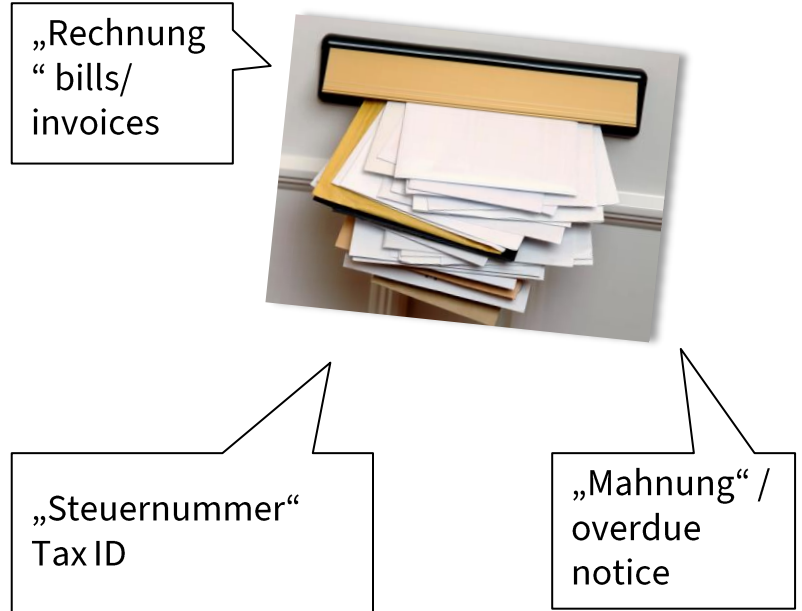 „Rechnung
“ bills/
invoices
„Steuernummer“
Tax ID
„Mahnung“ /
overdue
notice